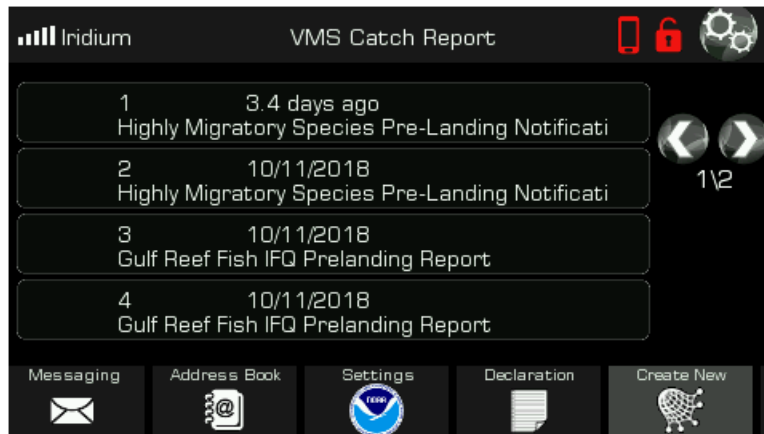 Iridium VMS Catch Report
1 3.4 days ago
Highly Migratory Species Pre-Landing Notificati
2 10/11/2018
Highly Migratory Species Pre-Landing Notificati
1\2
3 10/11/2018
Gulf Reef Fish IFQ Prelanding Report
4 10/11/2018
Gulf Reef Fish IFQ Prelanding Report
Messaging Address Book Settings Declaration Create New
@
NOAA